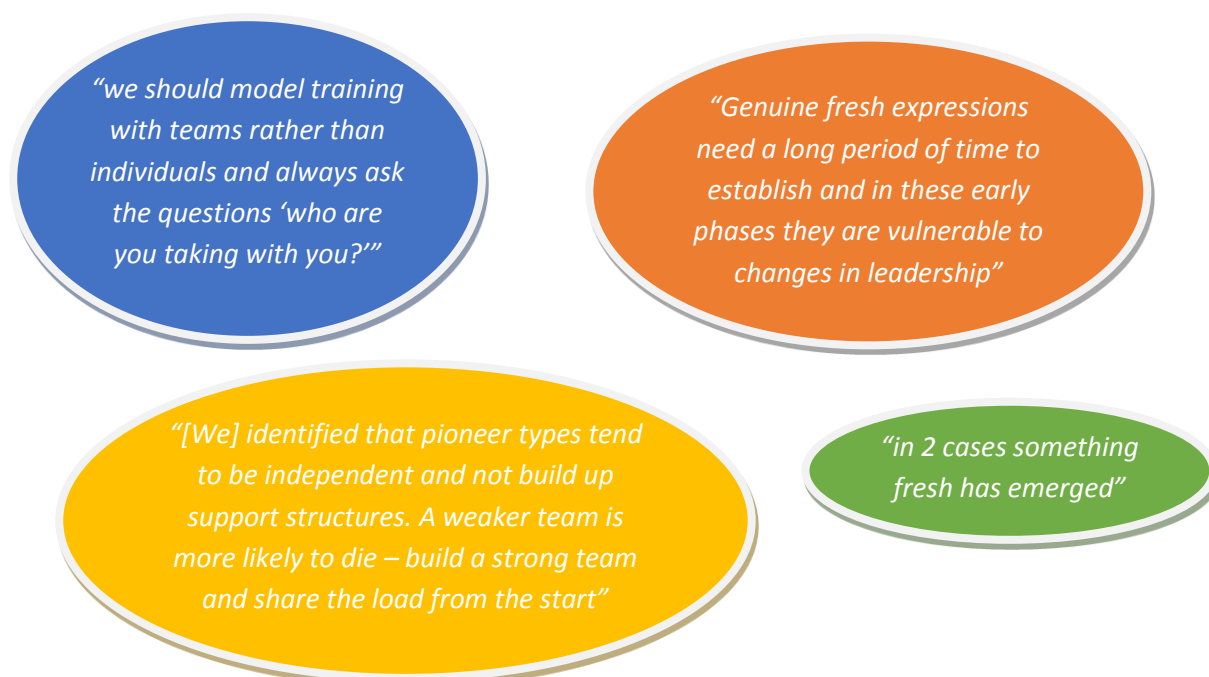 “we should model training
with teams rather than
individuals and always ask
the questions ‘who are
you taking with you?’”
“Genuine fresh expressions
need a long period of time to
establish and in these early
phases they are vulnerable to
changes in leadership”
“[We] identified that pioneer types tend
to be independent and not build up
support structures. A weaker team is
more likely to die – build a strong team
and share the load from the start”
“in 2 cases something
fresh has emerged”